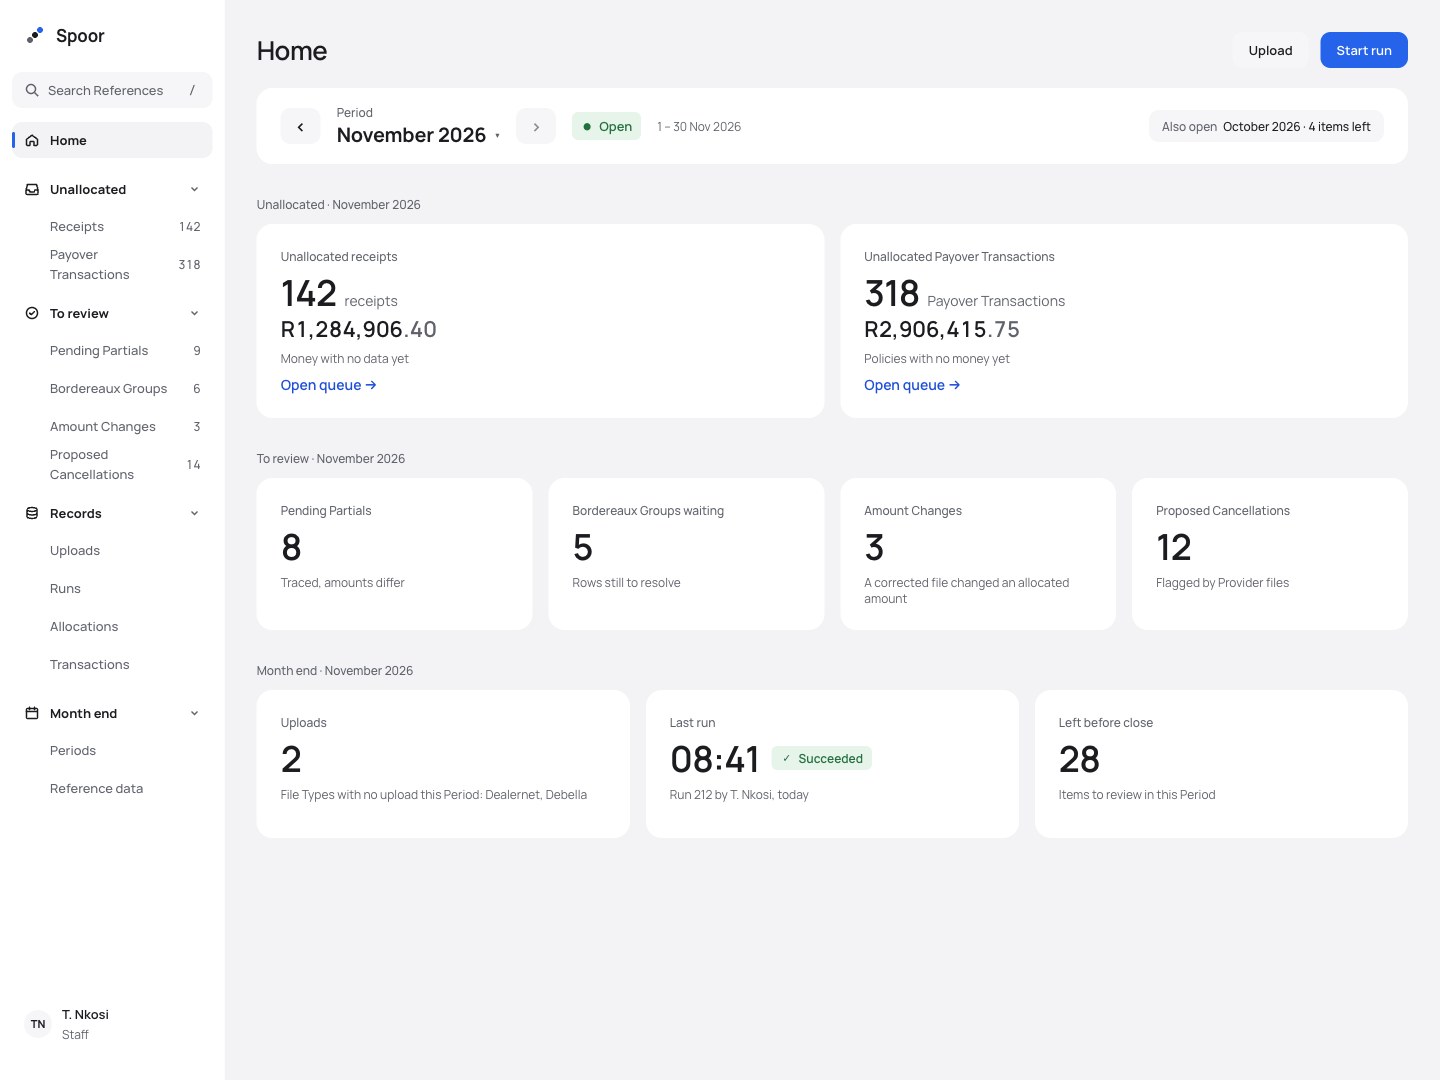 Spoor
Search References /
Home
Unallocated
Receipts 142
Payover
Transactions 318
To review
Pending Partials 9
Bordereaux Groups 6
Amount Changes 3
Proposed
Cancellations 14
Records
Uploads
Runs
Allocations
Transactions
Month end
Periods
Reference data
TN
T. Nkosi
Staff
Home
Upload
Start run
Period
November 2026
Open
1 – 30 Nov 2026
Also open October 2026 · 4 items left
Unallocated · November 2026
Unallocated receipts
142 receipts
R1,284,906.40
Money with no data yet
Open queue →
Unallocated Payover Transactions
318 Payover Transactions
R2,906,415.75
Policies with no money yet
Open queue →
To review · November 2026
Pending Partials
8
Traced, amounts differ
Bordereaux Groups waiting
5
Rows still to resolve
Amount Changes
3
A corrected file changed an allocated
amount
Proposed Cancellations
12
Flagged by Provider files
Month end · November 2026
Uploads
2
File Types with no upload this Period: Dealernet, Debella
Last run
08:41 ✓ Succeeded
Run 212 by T. Nkosi, today
Left before close
28
Items to review in this Period